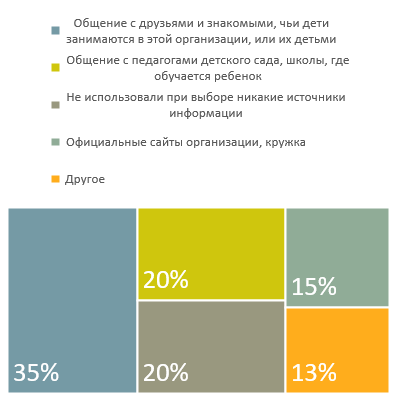 Общение с друзьями и знакомыми, чьи дети
занимаются в этой организации, или их детьми
Общение с педагогами детского сада, школы, где
обучается ребенок
Не использовали при выборе никакие источники
информации
Официальные сайты организации, кружка
Другое
20%
15%
35%
20%
13%